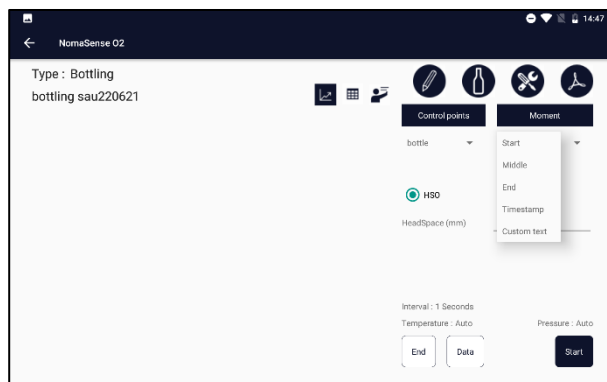 14:47
NomaSense O2
Type : Bottling
bottling sau220621
Control points
Moment
bottle
Start
Middle
End
Timestamp
Custom text
HSO
HeadSpace (mm)
Interval : 1 Seconds
Temperature : Auto
Pressure : Auto
End
Data
Start